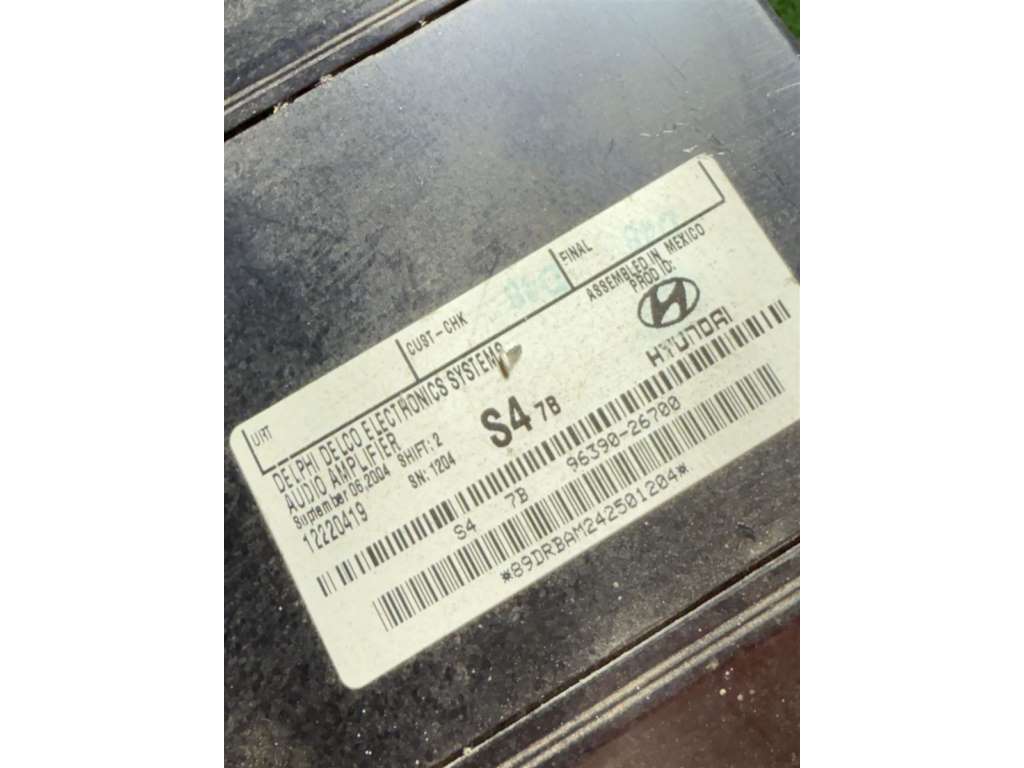 URT
CUST-CHK
FINAL
DELPHI DELCO ELECTRONICS SYSTEMS
ASSEMBLED IN MEXICO
AUDIO AMPLIFIER
PROD ID:
September 06,2004 SHIFT: 2
12220419
SN: 1204
S4 7B
HYUNDAI
S4 7B 96390-26700
*89DRBAM242501204*